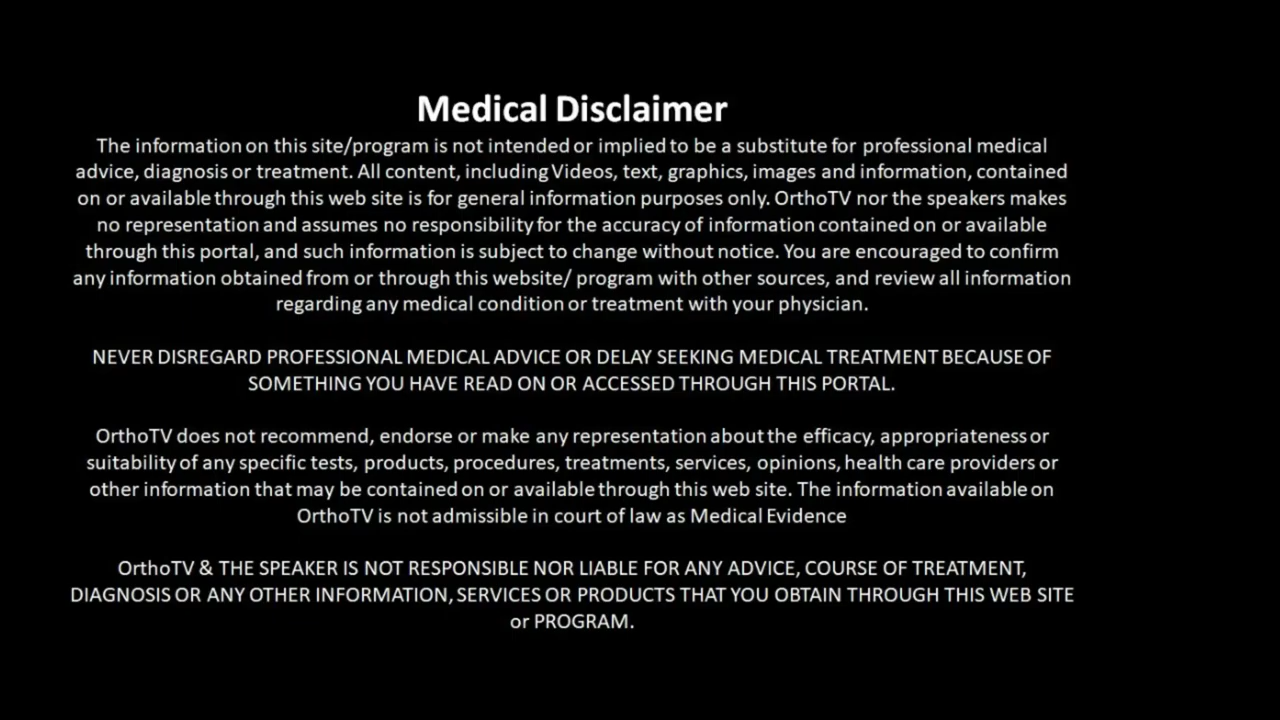 Medical Disclaimer
The information on this site/program is not intended or implied to be a substitute for professional medical
advice, diagnosis or treatment. All content, including Videos, text, graphics, images and information, contained
on or available through this web site is for general information purposes only. OrthoTV nor the speakers makes
no representation and assumes no responsibility for the accuracy of information contained on or available
through this portal, and such information is subject to change without notice. You are encouraged to confirm
any information obtained from or through this website/ program with other sources, and review all information
regarding any medical condition or treatment with your physician.
NEVER DISREGARD PROFESSIONAL MEDICAL ADVICE OR DELAY SEEKING MEDICAL TREATMENT BECAUSE OF
SOMETHING YOU HAVE READ ON OR ACCESSED THROUGH THIS PORTAL.
OrthoTV does not recommend, endorse or make any representation about the efficacy, appropriateness or
suitability of any specific tests, products, procedures, treatments, services, opinions, health care providers or
other information that may be contained on or available through this web site. The information available on
OrthoTV is not admissible in court of law as Medical Evidence
OrthoTV & THE SPEAKER IS NOT RESPONSIBLE NOR LIABLE FOR ANY ADVICE, COURSE OF TREATMENT,
DIAGNOSIS OR ANY OTHER INFORMATION, SERVICES OR PRODUCTS THAT YOU OBTAIN THROUGH THIS WEB SITE
or PROGRAM.